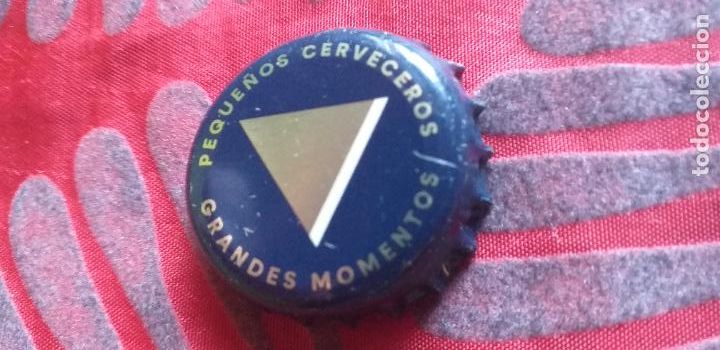 PEQUEÑOS CERVECEROS
GRANDES MOMENTOS
todocoleccion